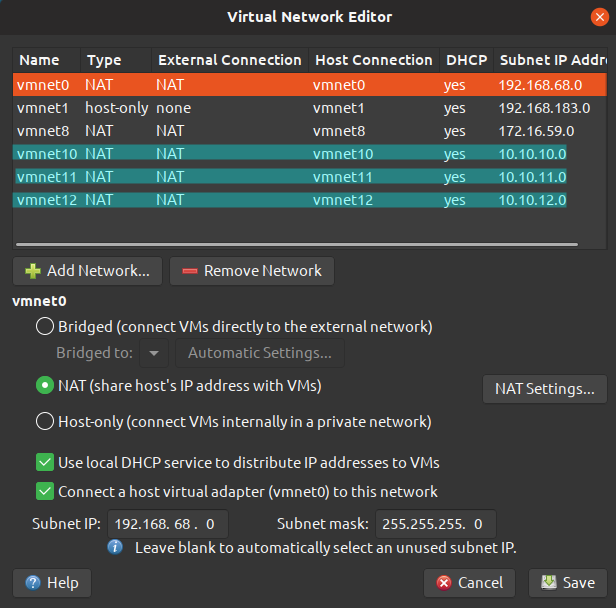 Virtual Network Editor
Name Type External Connection Host Connection DHCP Subnet IP Addr
vmnet0 NAT NAT vmnet0 yes 192.168.68.0
vmnet1 host-only none vmnet1 yes 192.168.183.0
vmnet8 NAT NAT vmnet8 yes 172.16.59.0
vmnet10 NAT NAT vmnet10 yes 10.10.10.0
vmnet11 NAT NAT vmnet11 yes 10.10.11.0
vmnet12 NAT NAT vmnet12 yes 10.10.12.0
Add Network... Remove Network
vmnet0
Bridged (connect VMs directly to the external network)
Bridged to: Automatic Settings...
NAT (share host's IP address with VMs) NAT Settings...
Host-only (connect VMs internally in a private network)
Use local DHCP service to distribute IP addresses to VMs
Connect a host virtual adapter (vmnet0) to this network
Subnet IP: 192.168. 68 . 0 Subnet mask: 255.255.255. 0
Leave blank to automatically select an unused subnet IP.
Help Cancel Save